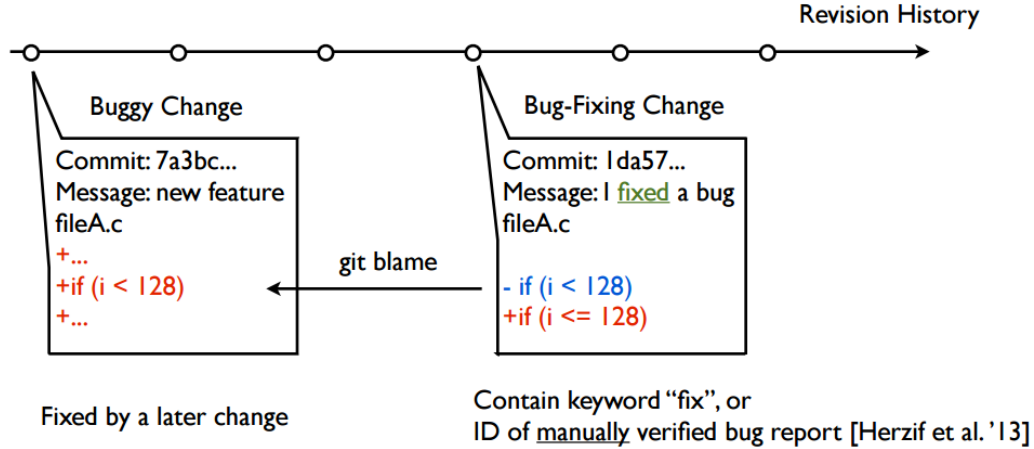 Revision History
Buggy Change
Commit: 7a3bc...
Message: new feature
fileA.c
+...
+if (i < 128)
+...
Fixed by a later change
git blame
Bug-Fixing Change
Commit: 1da57...
Message: I fixed a bug
fileA.c
- if (i < 128)
+if (i <= 128)
Contain keyword “fix”, or
ID of manually verified bug report [Herzif et al. ’13]